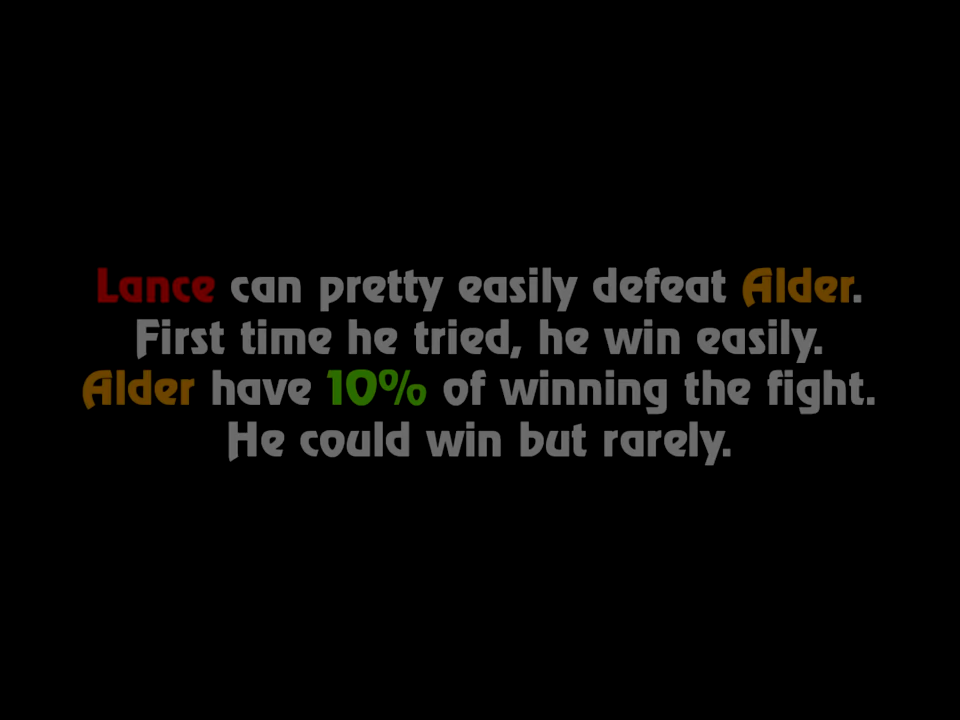 Lance can pretty easily defeat Alder.
First time he tried, he win easily.
Alder have 10% of winning the fight.
He could win but rarely.